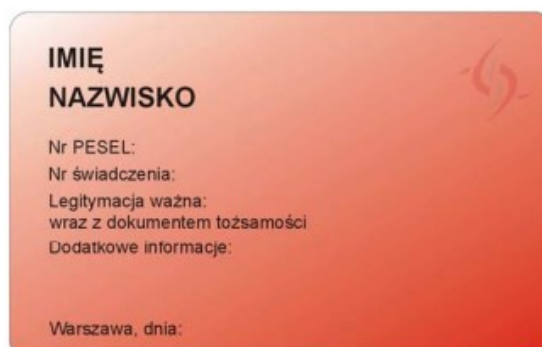 IMIĘ
NAZWISKO
Nr PESEL:
Nr świadczenia:
Legitymacja ważna:
wraz z dokumentem tożsamości
Dodatkowe informacje:
Warszawa, dnia: